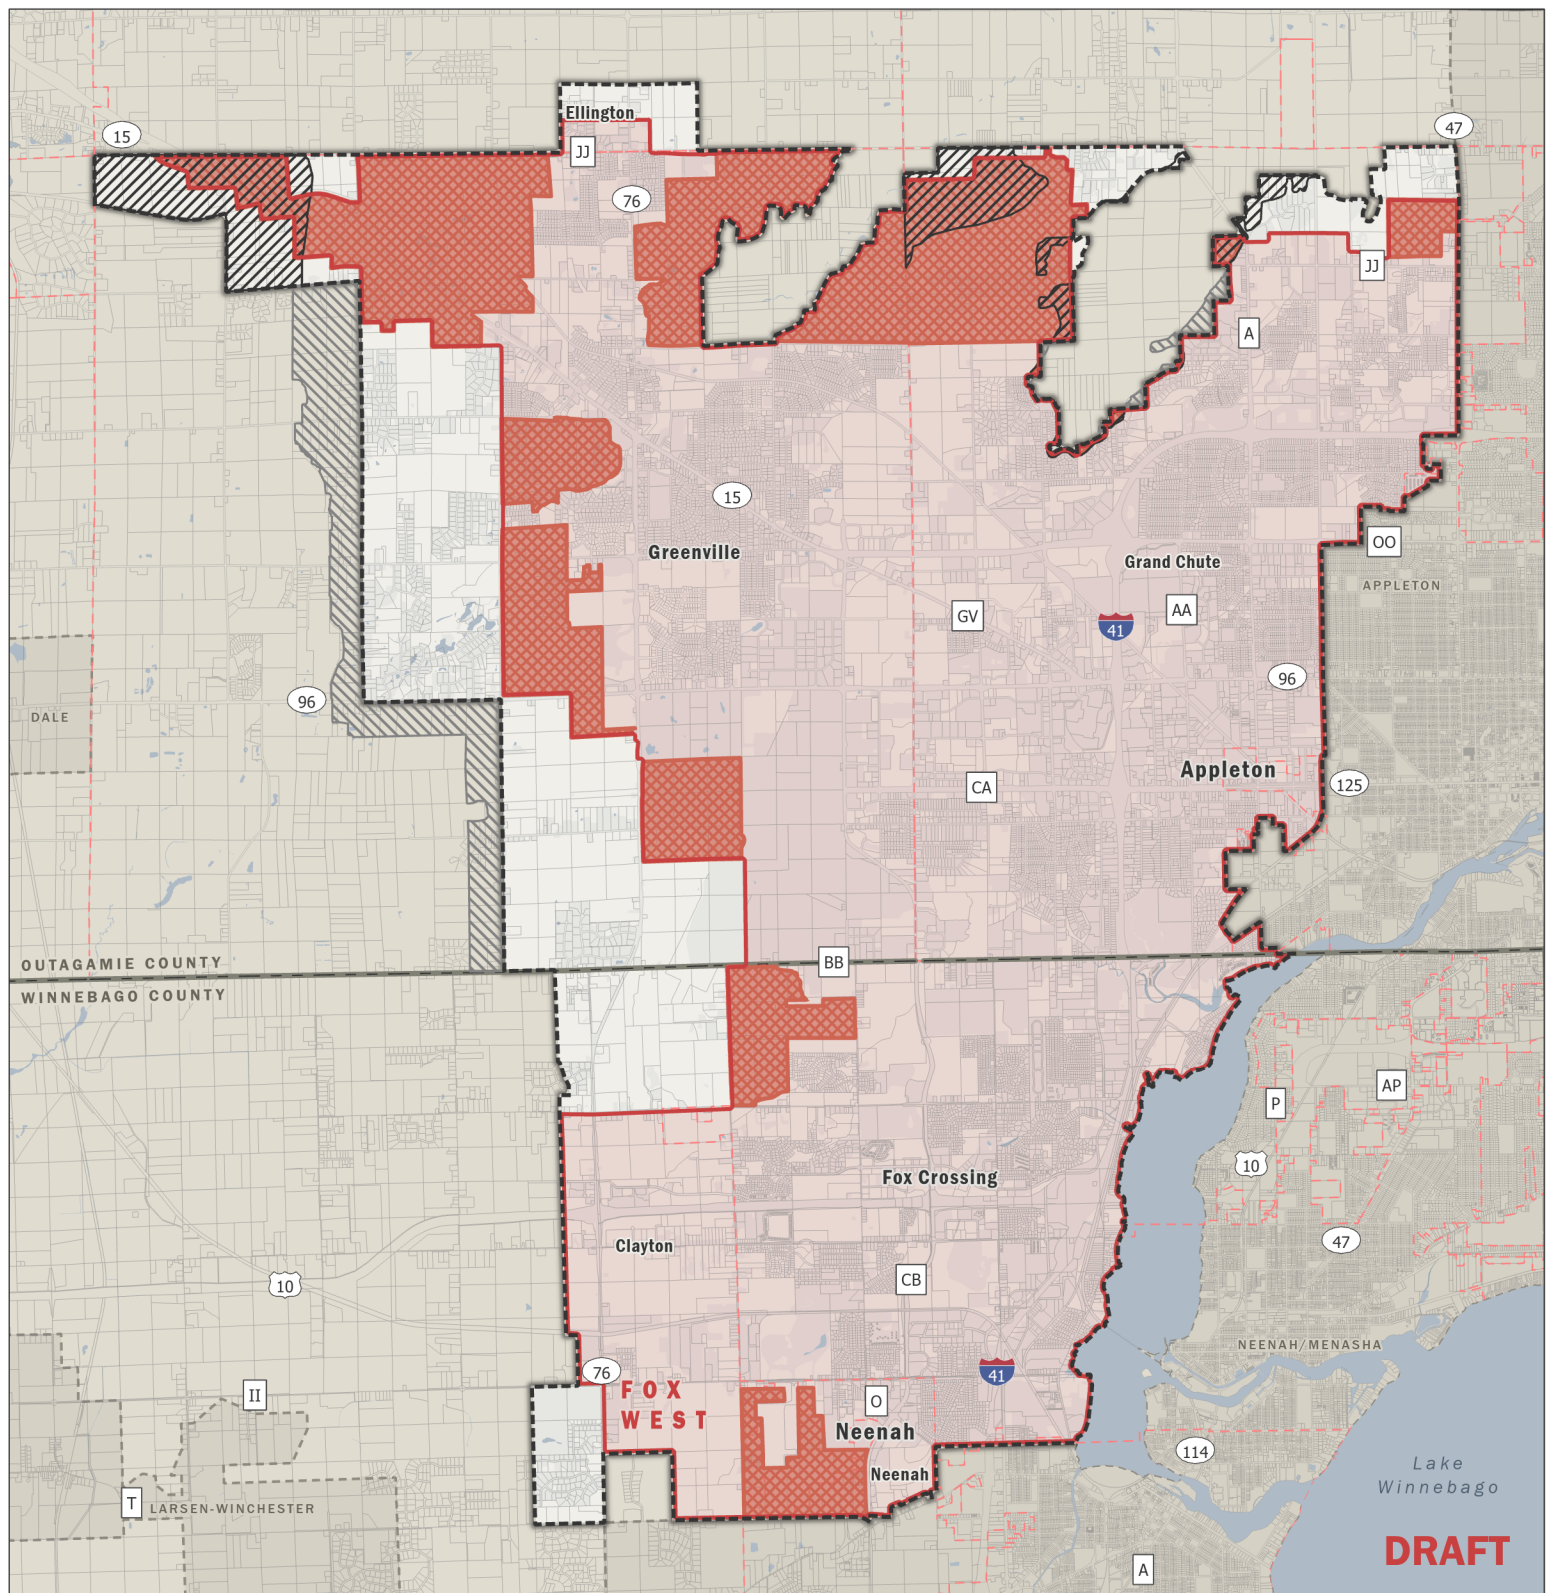 Ellington
15
47
JJ
76
JJ
A
15
OO
Greenville
Grand Chute
APPLETON
GV
AA
41
96
96
DALE
Appleton
125
CA
OUTAGAMIE COUNTY
BB
WINNEBAGO COUNTY
AP
P
10
Fox Crossing
47
Clayton
CB
10
NEENAH/MENASHA
76
41
FOX
WEST
II
O
Neenah
114
Neenah
Lake
Winnebago
T
LARSEN-WINCHESTER
DRAFT
A